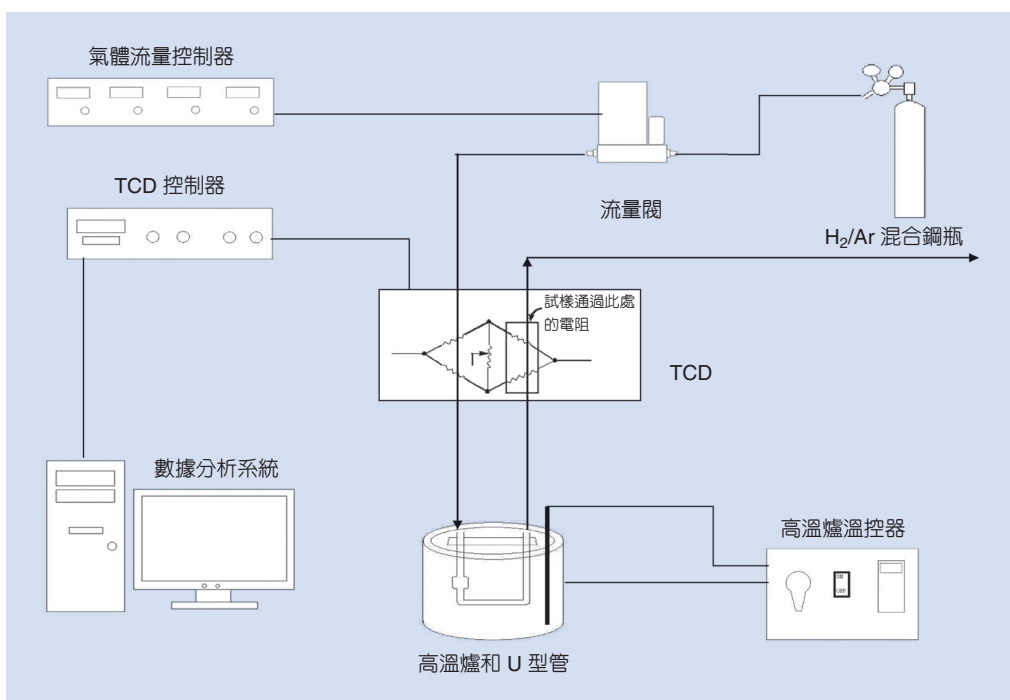 氣體流量控制器
TCD 控制器
流量閥
H₂/Ar 混合鋼瓶
試樣通過此處
的電阻
TCD
數據分析系統
高溫爐溫控器
ON
OFF
高溫爐和 U 型管